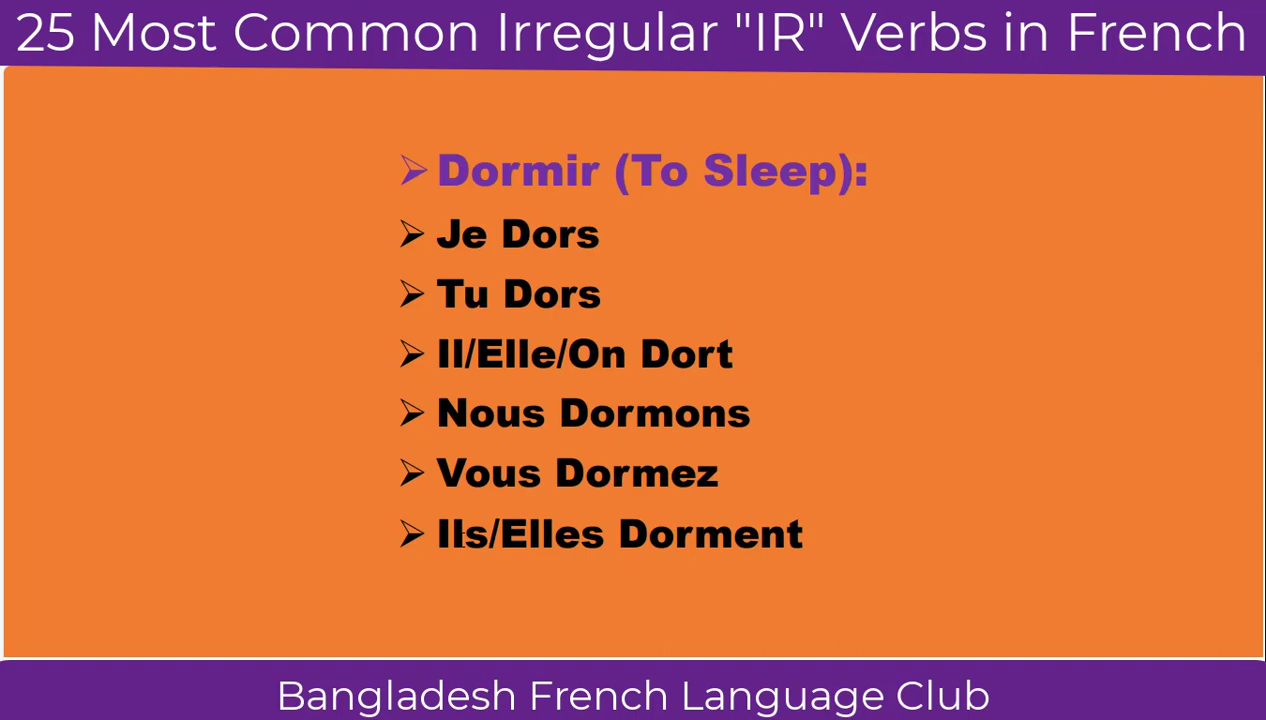 25 Most Common Irregular "IR" Verbs in French
➢ Dormir (To Sleep):
➢ Je Dors
➢ Tu Dors
➢ Il/Elle/On Dort
➢ Nous Dormons
➢ Vous Dormez
➢ Ils/Elles Dorment
Bangladesh French Language Club